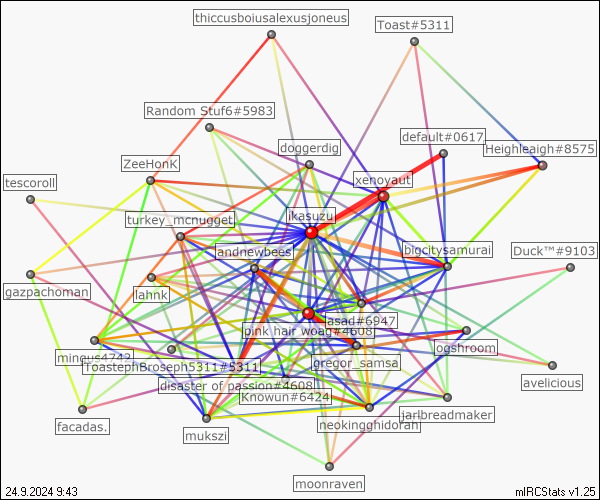 thiccusboiusalexusjoneus
Toast#5311
Random Stuf6#5983
default#0617
doggerdig
Heighleaigh#8575
ZeeHonK
xenoyaut
tescoroll
ikasuzu
turkey_mcnugget
andnewbees
bigcitysamurai
Duck™#9103
gazpachoman
lahnk
jasad#6947
pink hair woag#4608
jogshroom
mingus4742
ToastephBroseph5311#5311
gregor_samsa
disaster of passion#4608
avelicious
Knowun#6424
jarlbreadmaker
facadas.
mukszi
neokingghidorah
moonraven
24.9.2024 9:43
mIRCStats v1.25